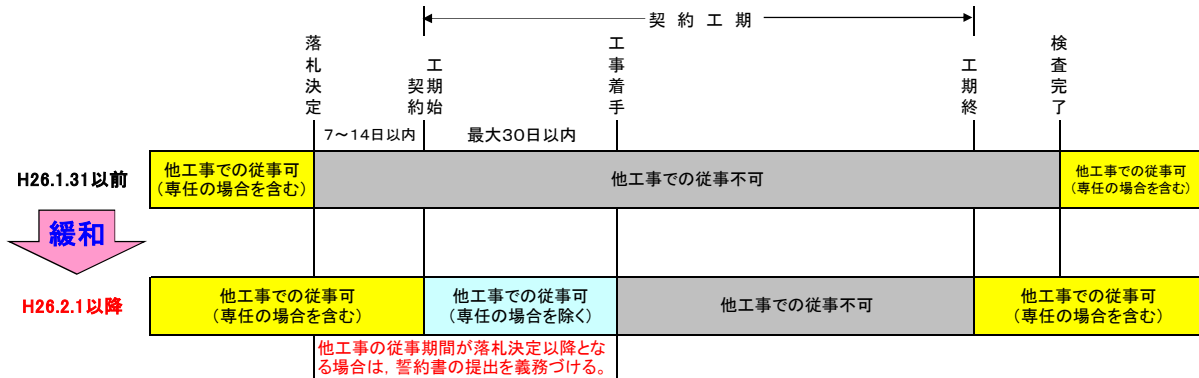 契約工期
落札決定
契約
工期始
工事着手
工期終
検査完了
7～14日以内
最大30日以内
H26.1.31以前
他工事での従事可
（専任の場合を含む）
他工事での従事不可
他工事での従事可
（専任の場合を含む）
緩和
H26.2.1以降
他工事での従事可
（専任の場合を含む）
他工事での従事可
（専任の場合を除く）
他工事での従事不可
他工事での従事可
（専任の場合を含む）
他工事の従事期間が落札決定以降とな
る場合は，誓約書の提出を義務づける。